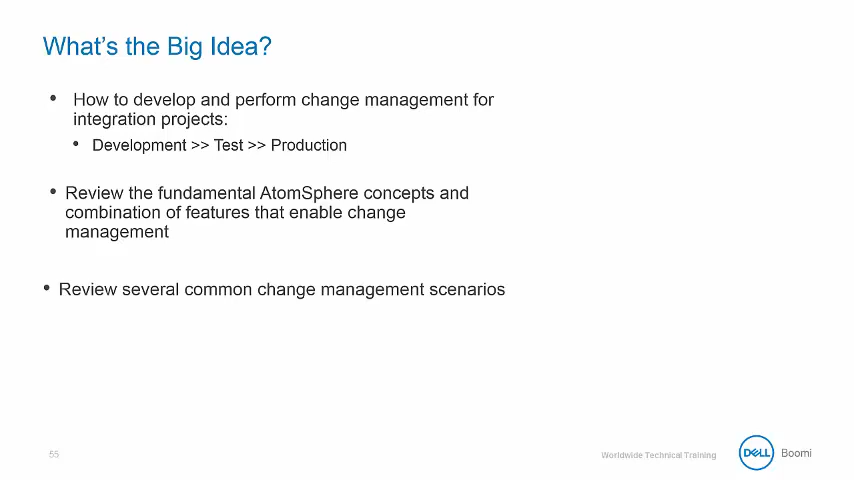 What's the Big Idea?
• How to develop and perform change management for
integration projects:
• Development >> Test >> Production
• Review the fundamental AtomSphere concepts and
combination of features that enable change
management
• Review several common change management scenarios
55
Worldwide Technical Training
DELL Boomi